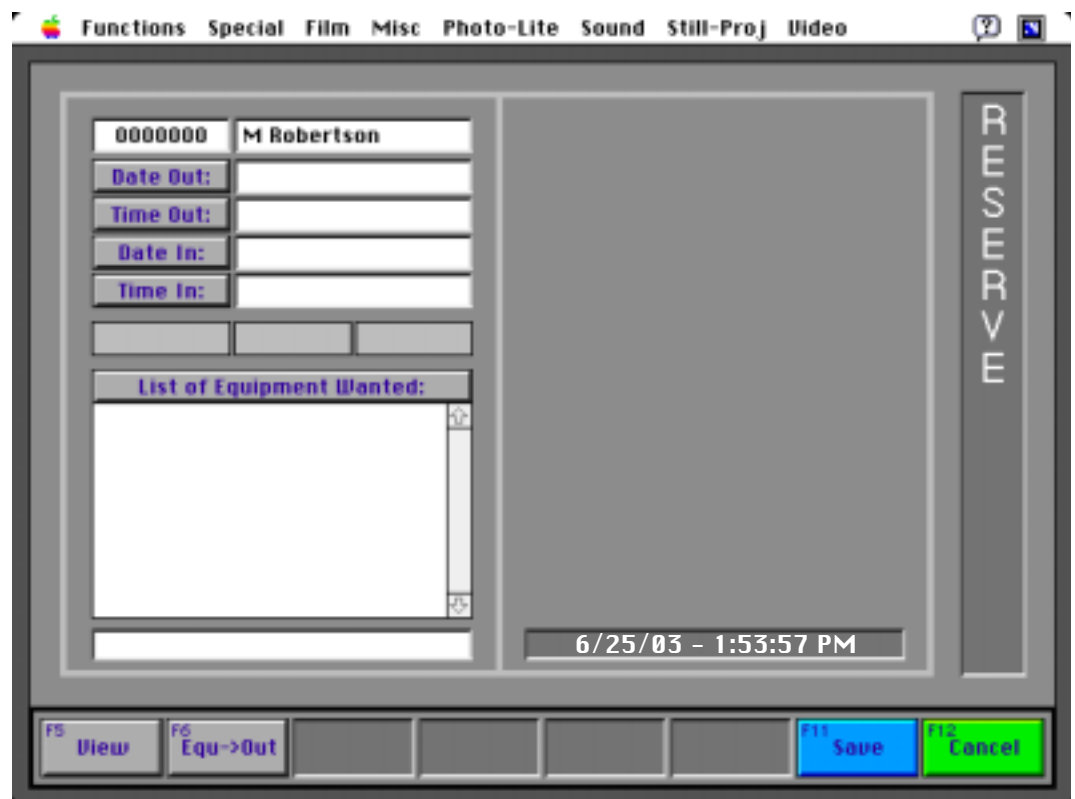 Functions Special Film Misc Photo-Lite Sound Still-Proj Video ?
0000000 M Robertson
Date Out:
Time Out:
Date In:
Time In:
List of Equipment Wanted:
6/25/03 - 1:53:57 PM
RESERVE
F5 View
F6 Equ->Out
F11 Save
F12 Cancel